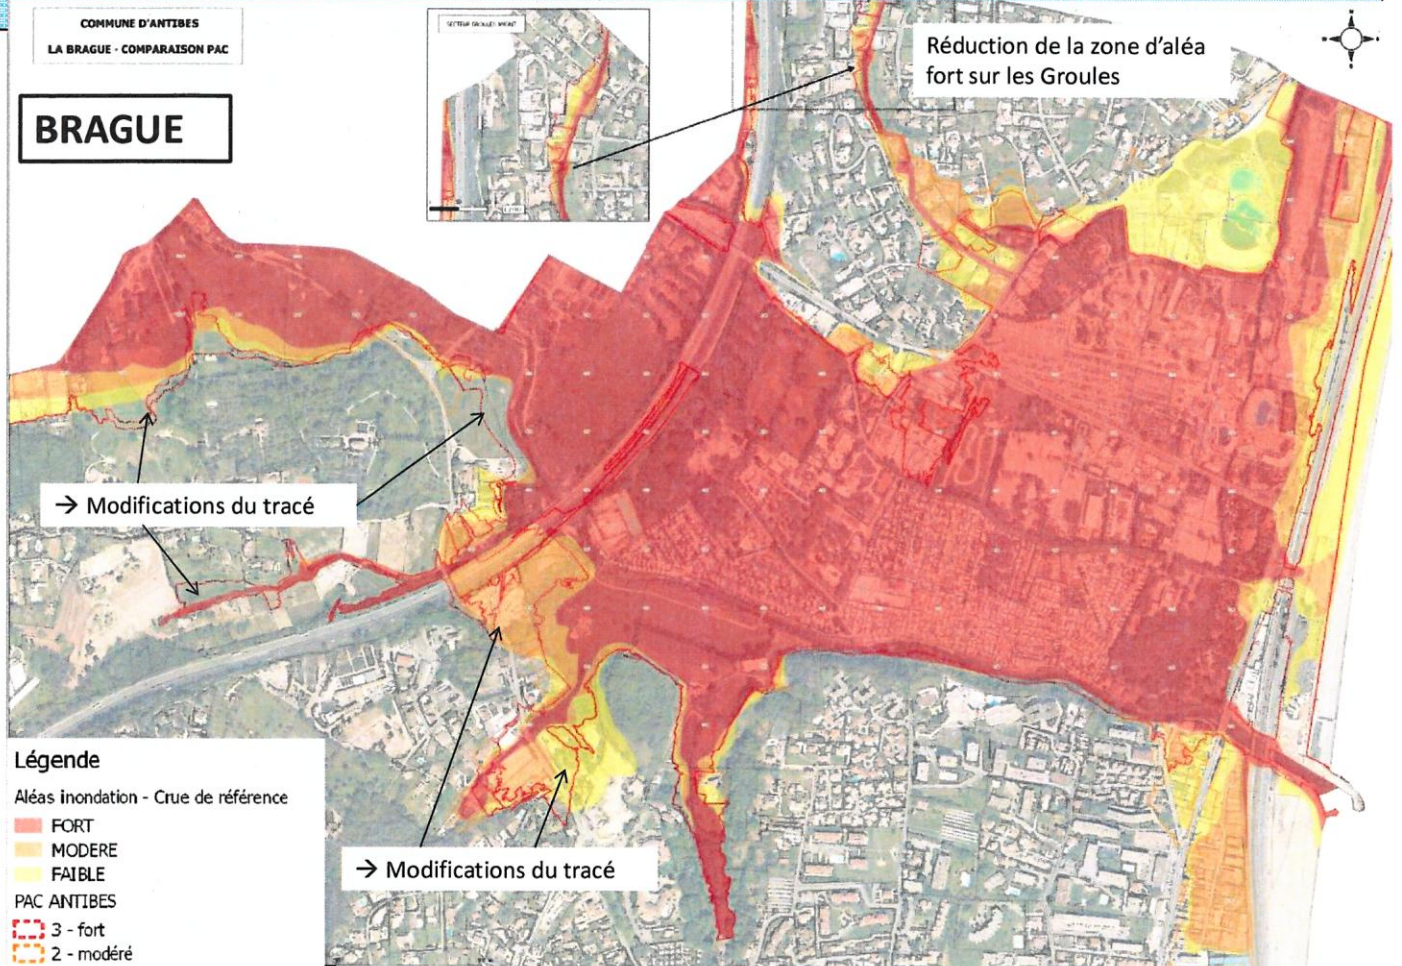 COMMUNE D'ANTIBES
LA BRAGUE - COMPARAISON PAC
BRAGUE
Réduction de la zone d'aléa
fort sur les Groules
→ Modifications du tracé
→ Modifications du tracé
Légende
Aléas inondation - Crue de référence
FORT
MODERE
FAIBLE
PAC ANTIBES
3 - fort
2 - modéré